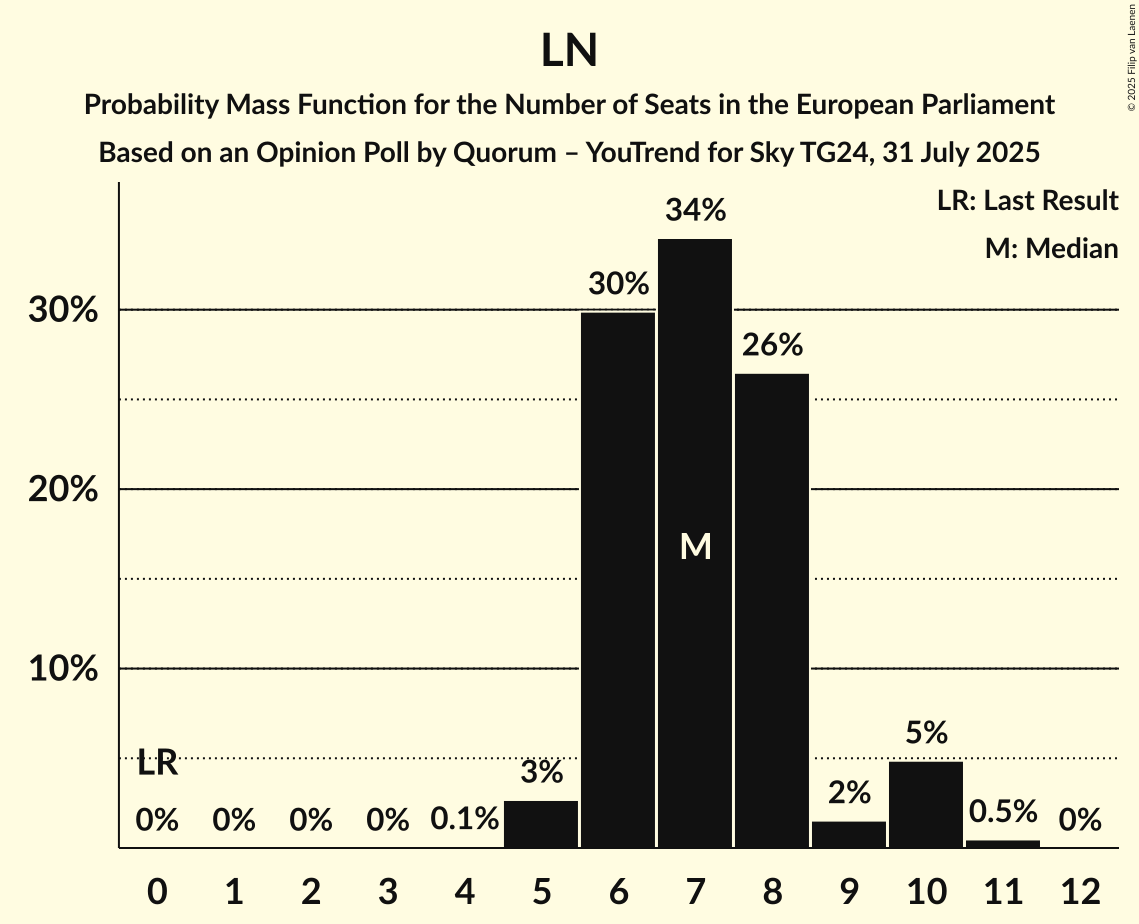 LN
Probability Mass Function for the Number of Seats in the European Parliament
Based on an Opinion Poll by Quorum – YouTrend for Sky TG24, 31 July 2025
© 2025 Filip van Laenen
LR: Last Result
M: Median
30%
20%
10%
34%
30%
26%
M
LR
5%
3%
2%
0% 0% 0% 0% 0.1% 0.5% 0%
0 1 2 3 4 5 6 7 8 9 10 11 12